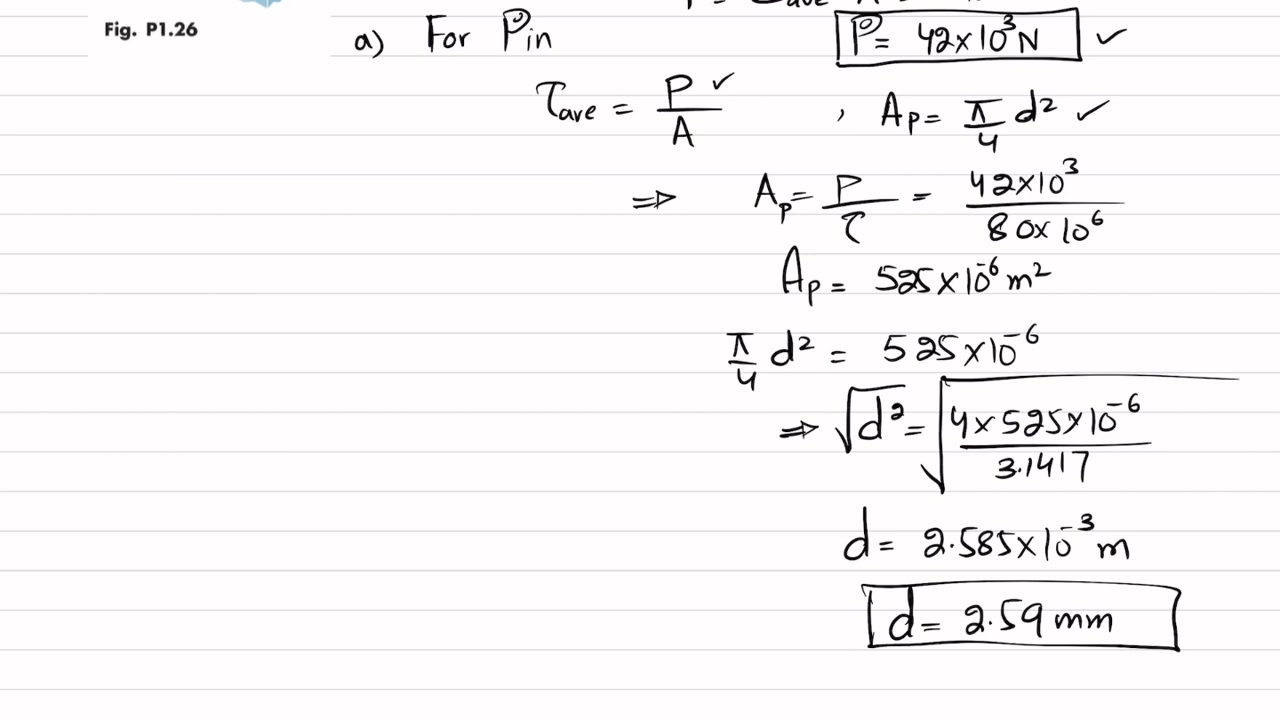 Fig. P1.26
a) For Pin P = 42×10³N ✓
τave = P ✓ / A , Ap = π/4 d² ✓
⇒ Ap = P/τ = 42×10³ / 80×10⁶
Ap = 525×10⁻⁶ m²
π/4 d² = 525×10⁻⁶
⇒ √d² = √(4×525×10⁻⁶ / 3.1417)
d = 2.585×10⁻³ m
d = 2.59 mm